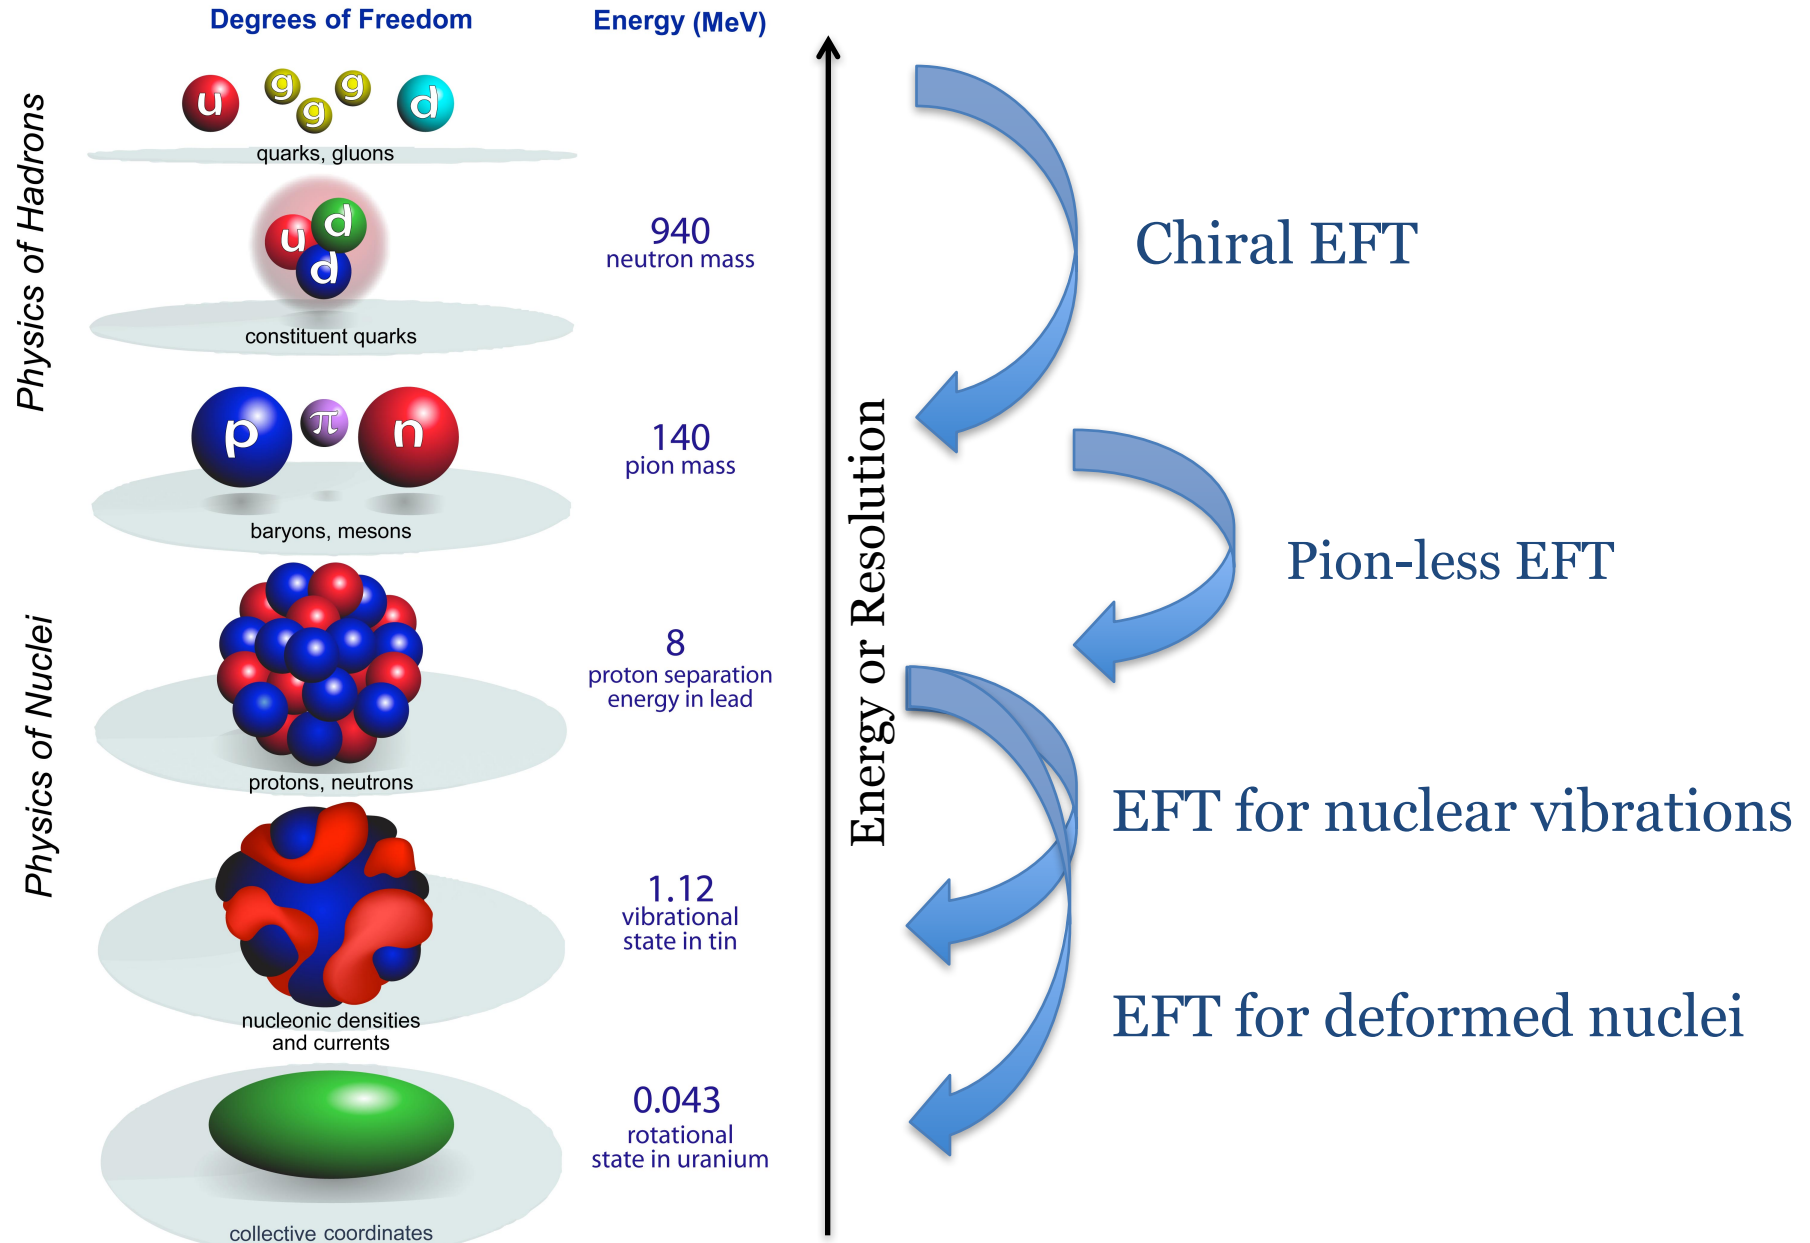 Degrees of Freedom
Energy (MeV)
Physics of Hadrons
u g g g d
quarks, gluons
u d d
constituent quarks
940
neutron mass
p π n
baryons, mesons
140
pion mass
Physics of Nuclei
protons, neutrons
8
proton separation
energy in lead
nucleonic densities
and currents
1.12
vibrational
state in tin
collective coordinates
0.043
rotational
state in uranium
Energy or Resolution
Chiral EFT
Pion-less EFT
EFT for nuclear vibrations
EFT for deformed nuclei